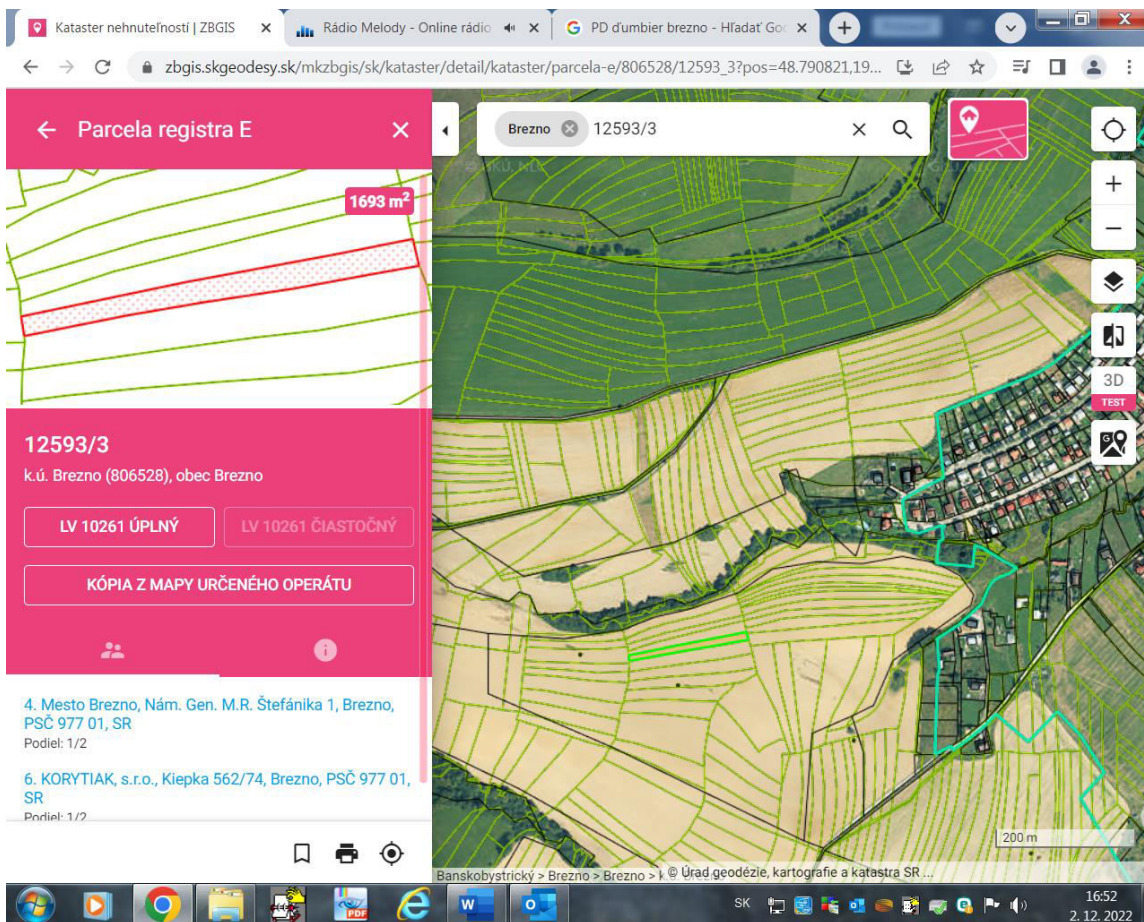 Kataster nehnuteľností | ZBGIS
Rádio Melody - Online rádio
PD ďumbier brezno - Hľadať Goo
zbgis.skgeodesy.sk/mkzbgis/sk/kataster/detail/kataster/parcela-e/806528/12593_3?pos=48.790821,19...
Parcela registra E
Brezno 12593/3
1693 m²
12593/3
k.ú. Brezno (806528), obec Brezno
LV 10261 ÚPLNÝ
LV 10261 ČIASTOČNÝ
KÓPIA Z MAPY URČENÉHO OPERÁTU
4. Mesto Brezno, Nám. Gen. M.R. Štefánika 1, Brezno,
PSČ 977 01, SR
Podiel: 1/2
6. KORYTIAK, s.r.o., Kiepka 562/74, Brezno, PSČ 977 01,
SR
Podiel: 1/2
3D
TEST
200 m
Banskobystrický > Brezno > Brezno > k.
© Úrad geodézie, kartografie a katastra SR ...
SK
16:52
2. 12. 2022